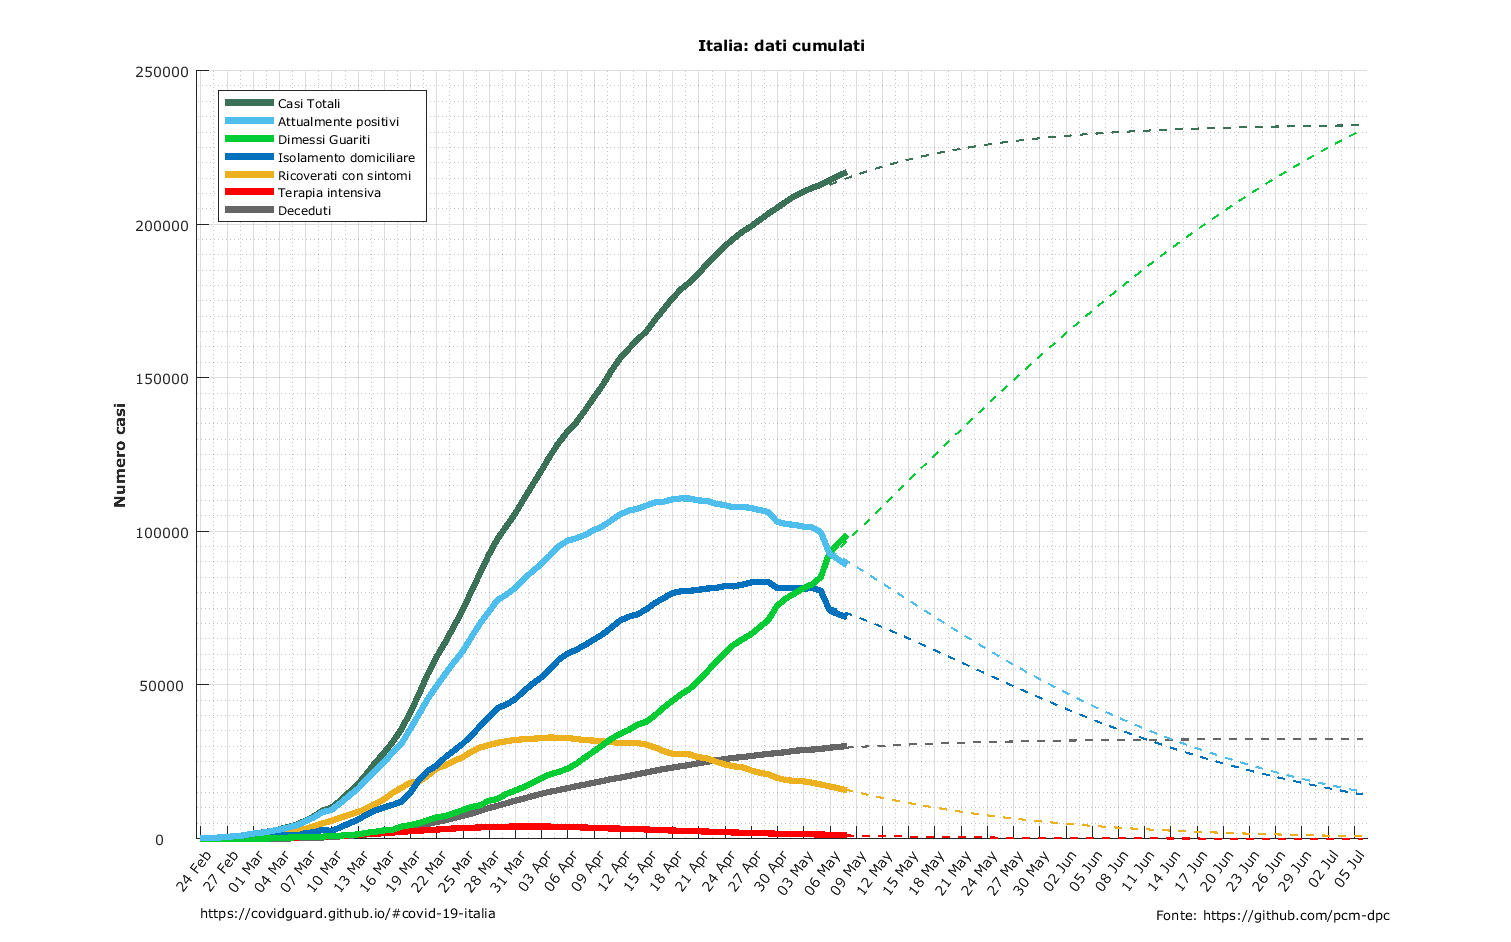 Italia: dati cumulati
250000
200000
150000
100000
50000
0
Numero casi
Casi Totali
Attualmente positivi
Dimessi Guariti
Isolamento domiciliare
Ricoverati con sintomi
Terapia intensiva
Deceduti
24 Feb
27 Feb
01 Mar
04 Mar
07 Mar
10 Mar
13 Mar
16 Mar
19 Mar
22 Mar
25 Mar
28 Mar
31 Mar
03 Apr
06 Apr
09 Apr
12 Apr
15 Apr
18 Apr
21 Apr
24 Apr
27 Apr
30 Apr
03 May
06 May
09 May
12 May
15 May
18 May
21 May
24 May
27 May
30 May
02 Jun
05 Jun
08 Jun
11 Jun
14 Jun
17 Jun
20 Jun
23 Jun
26 Jun
29 Jun
02 Jul
05 Jul
https://covidguard.github.io/#covid-19-italia
Fonte: https://github.com/pcm-dpc